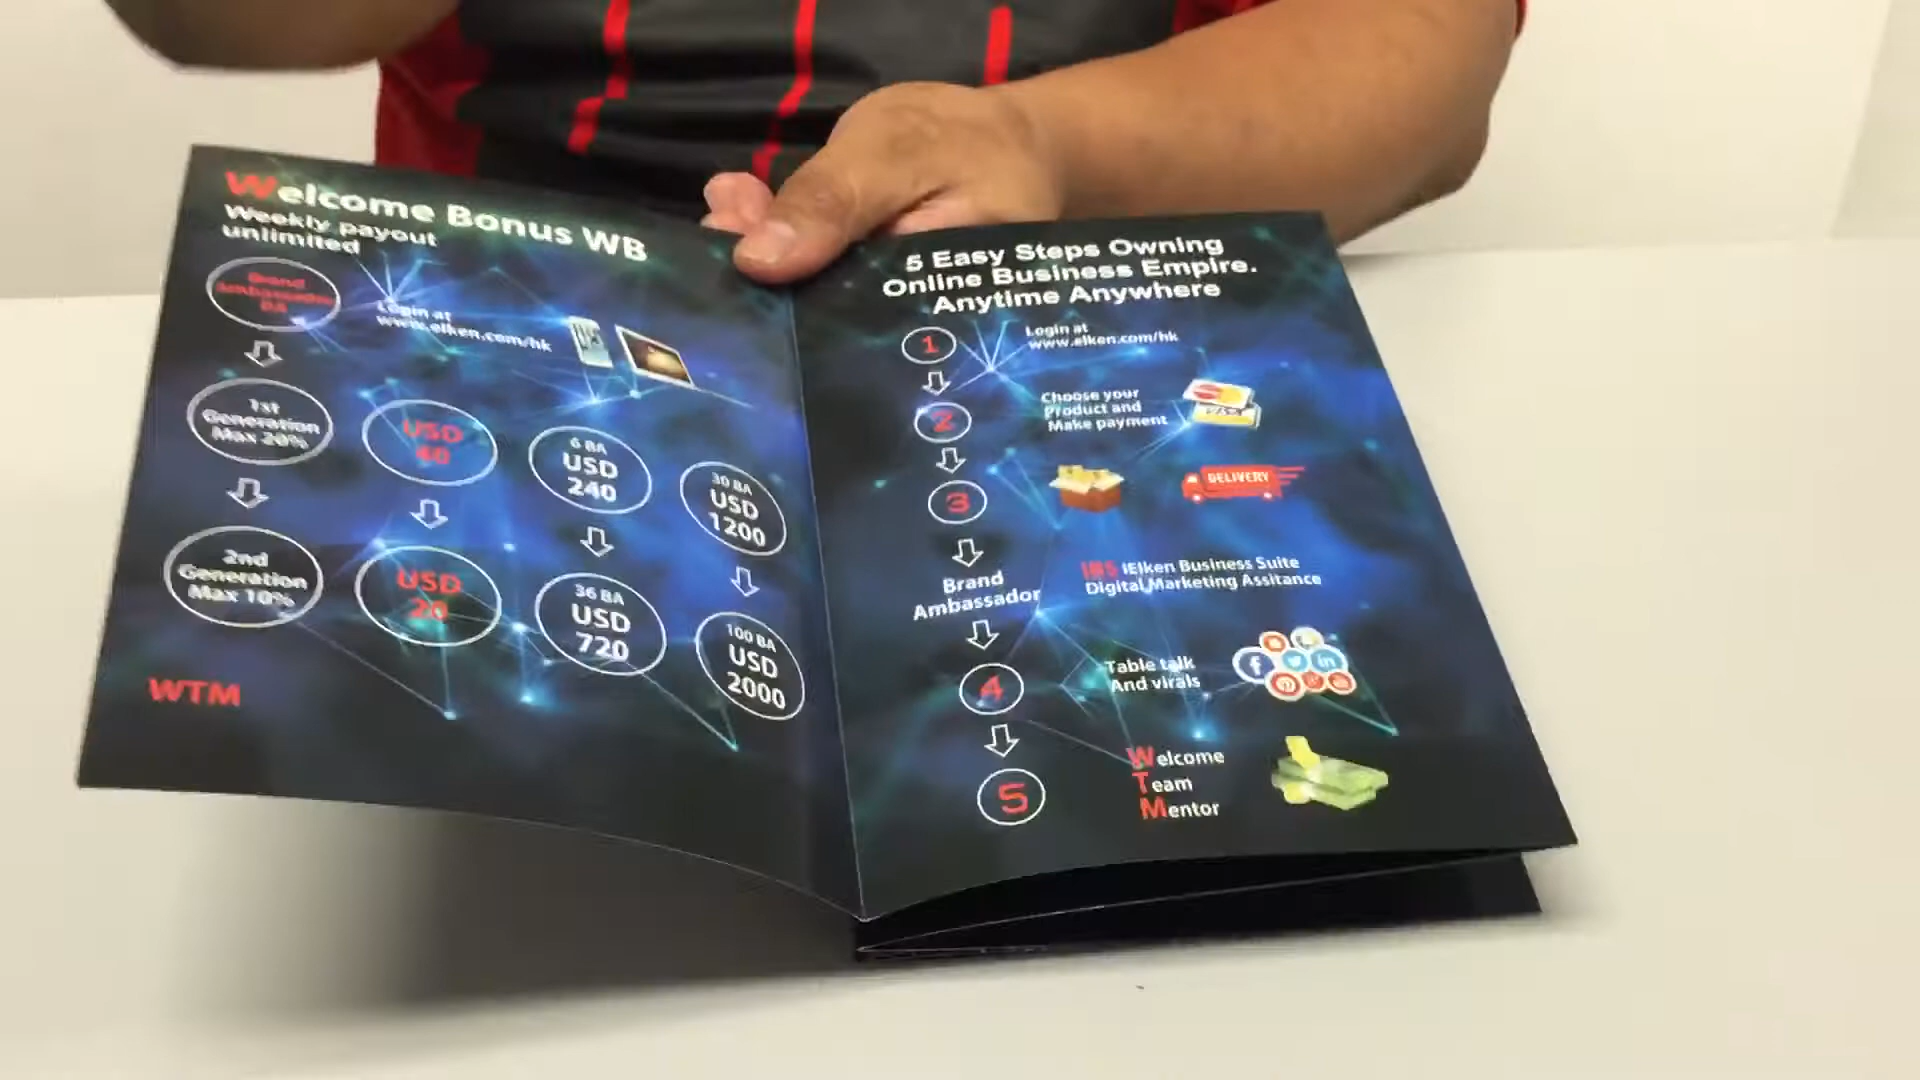 Welcome Bonus WB
Weekly payout
unlimited
Brand
Ambassador
BA
Login at
www.elken.com/hk
1st
Generation
Max 20%
USD
40
6 BA
USD
240
30 BA
USD
1200
2nd
Generation
Max 10%
USD
20
36 BA
USD
720
100 BA
USD
2000
WTM
5 Easy Steps Owning
Online Business Empire.
Anytime Anywhere
1
Login at
www.elken.com/hk
2
Choose your
Product and
Make payment
VISA
3
DELIVERY
Brand
Ambassador
IElken Business Suite
Digital Marketing Assitance
4
Table talk
And virals
5
Welcome
Team
Mentor